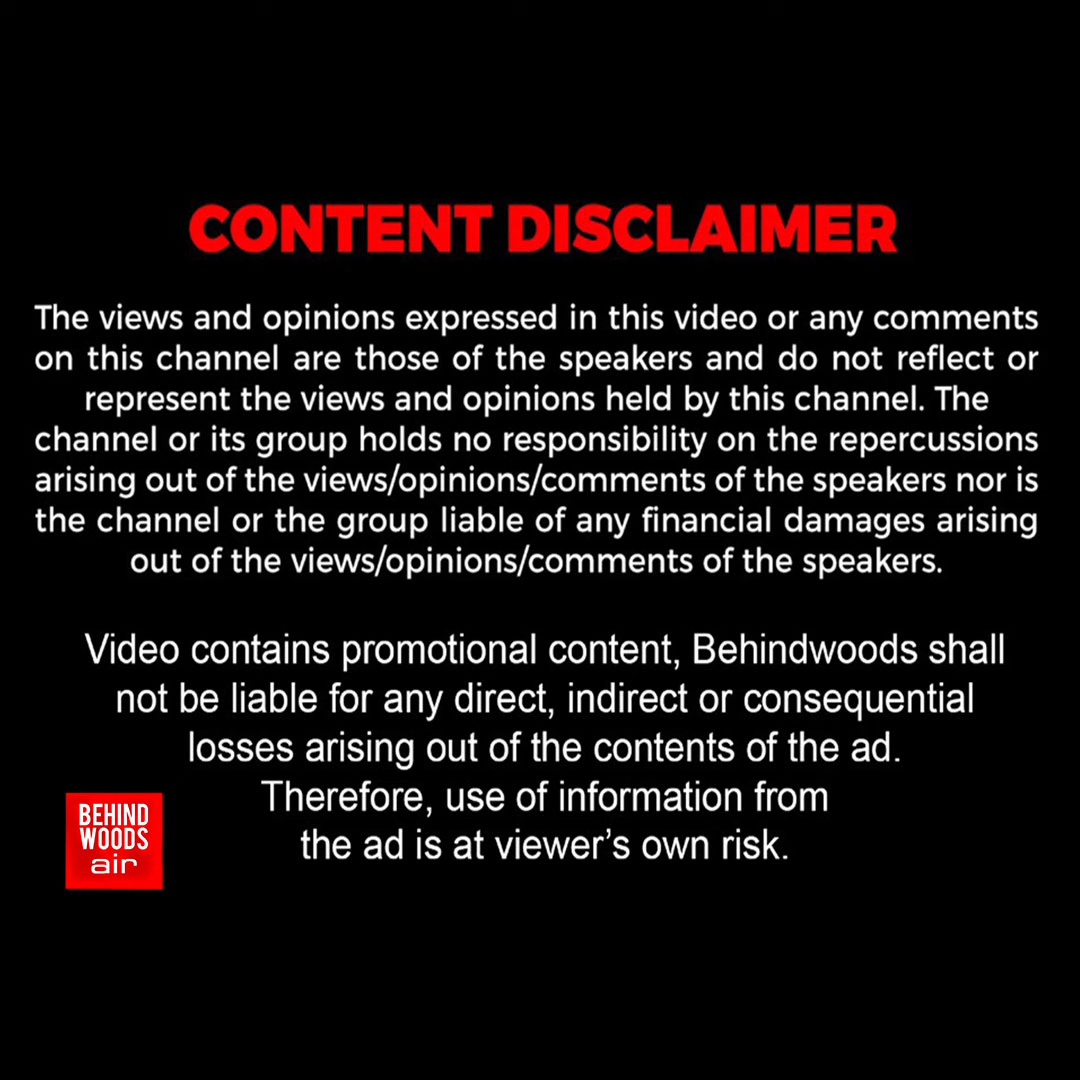 CONTENT DISCLAIMER
The views and opinions expressed in this video or any comments
on this channel are those of the speakers and do not reflect or
represent the views and opinions held by this channel. The
channel or its group holds no responsibility on the repercussions
arising out of the views/opinions/comments of the speakers nor is
the channel or the group liable of any financial damages arising
out of the views/opinions/comments of the speakers.
Video contains promotional content, Behindwoods shall
not be liable for any direct, indirect or consequential
losses arising out of the contents of the ad.
Therefore, use of information from
the ad is at viewer’s own risk.
BEHIND
WOODS
air